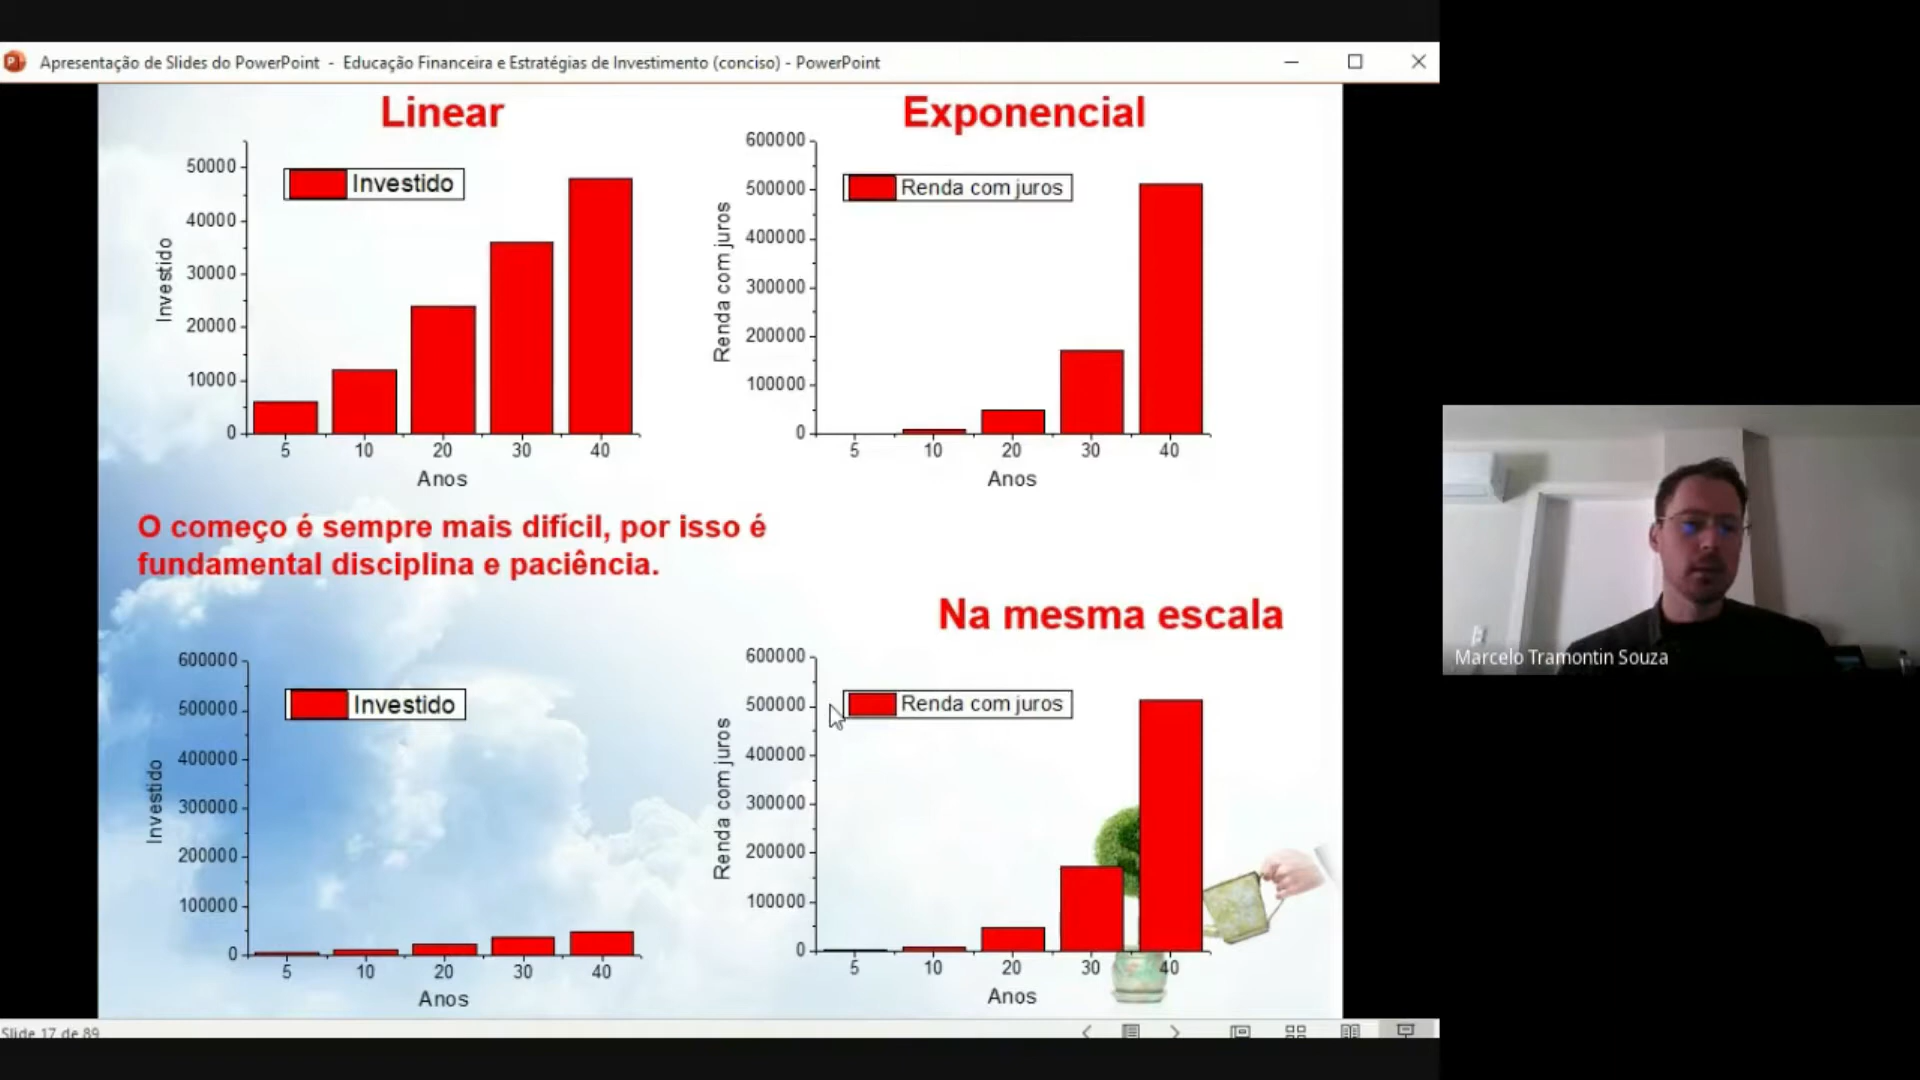 Apresentação de Slides do PowerPoint - Educação Financeira e Estratégias de Investimento (conciso) - PowerPoint
Linear
50000
40000
30000
20000
10000
0
Investido
Investido
5 10 20 30 40
Anos
Exponencial
600000
500000
400000
300000
200000
100000
0
Renda com juros
Renda com juros
5 10 20 30 40
Anos
O começo é sempre mais difícil, por isso é
fundamental disciplina e paciência.
Na mesma escala
600000
500000
400000
300000
200000
100000
0
Investido
Investido
5 10 20 30 40
Anos
600000
500000
400000
300000
200000
100000
0
Renda com juros
Renda com juros
5 10 20 30 40
Anos
Slide 17 de 89
Marcelo Tramontin Souza